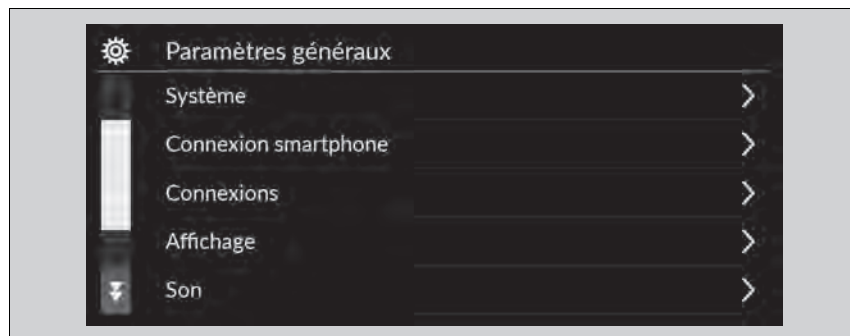 Paramètres généraux
Système
Connexion smartphone
Connexions
Affichage
Son